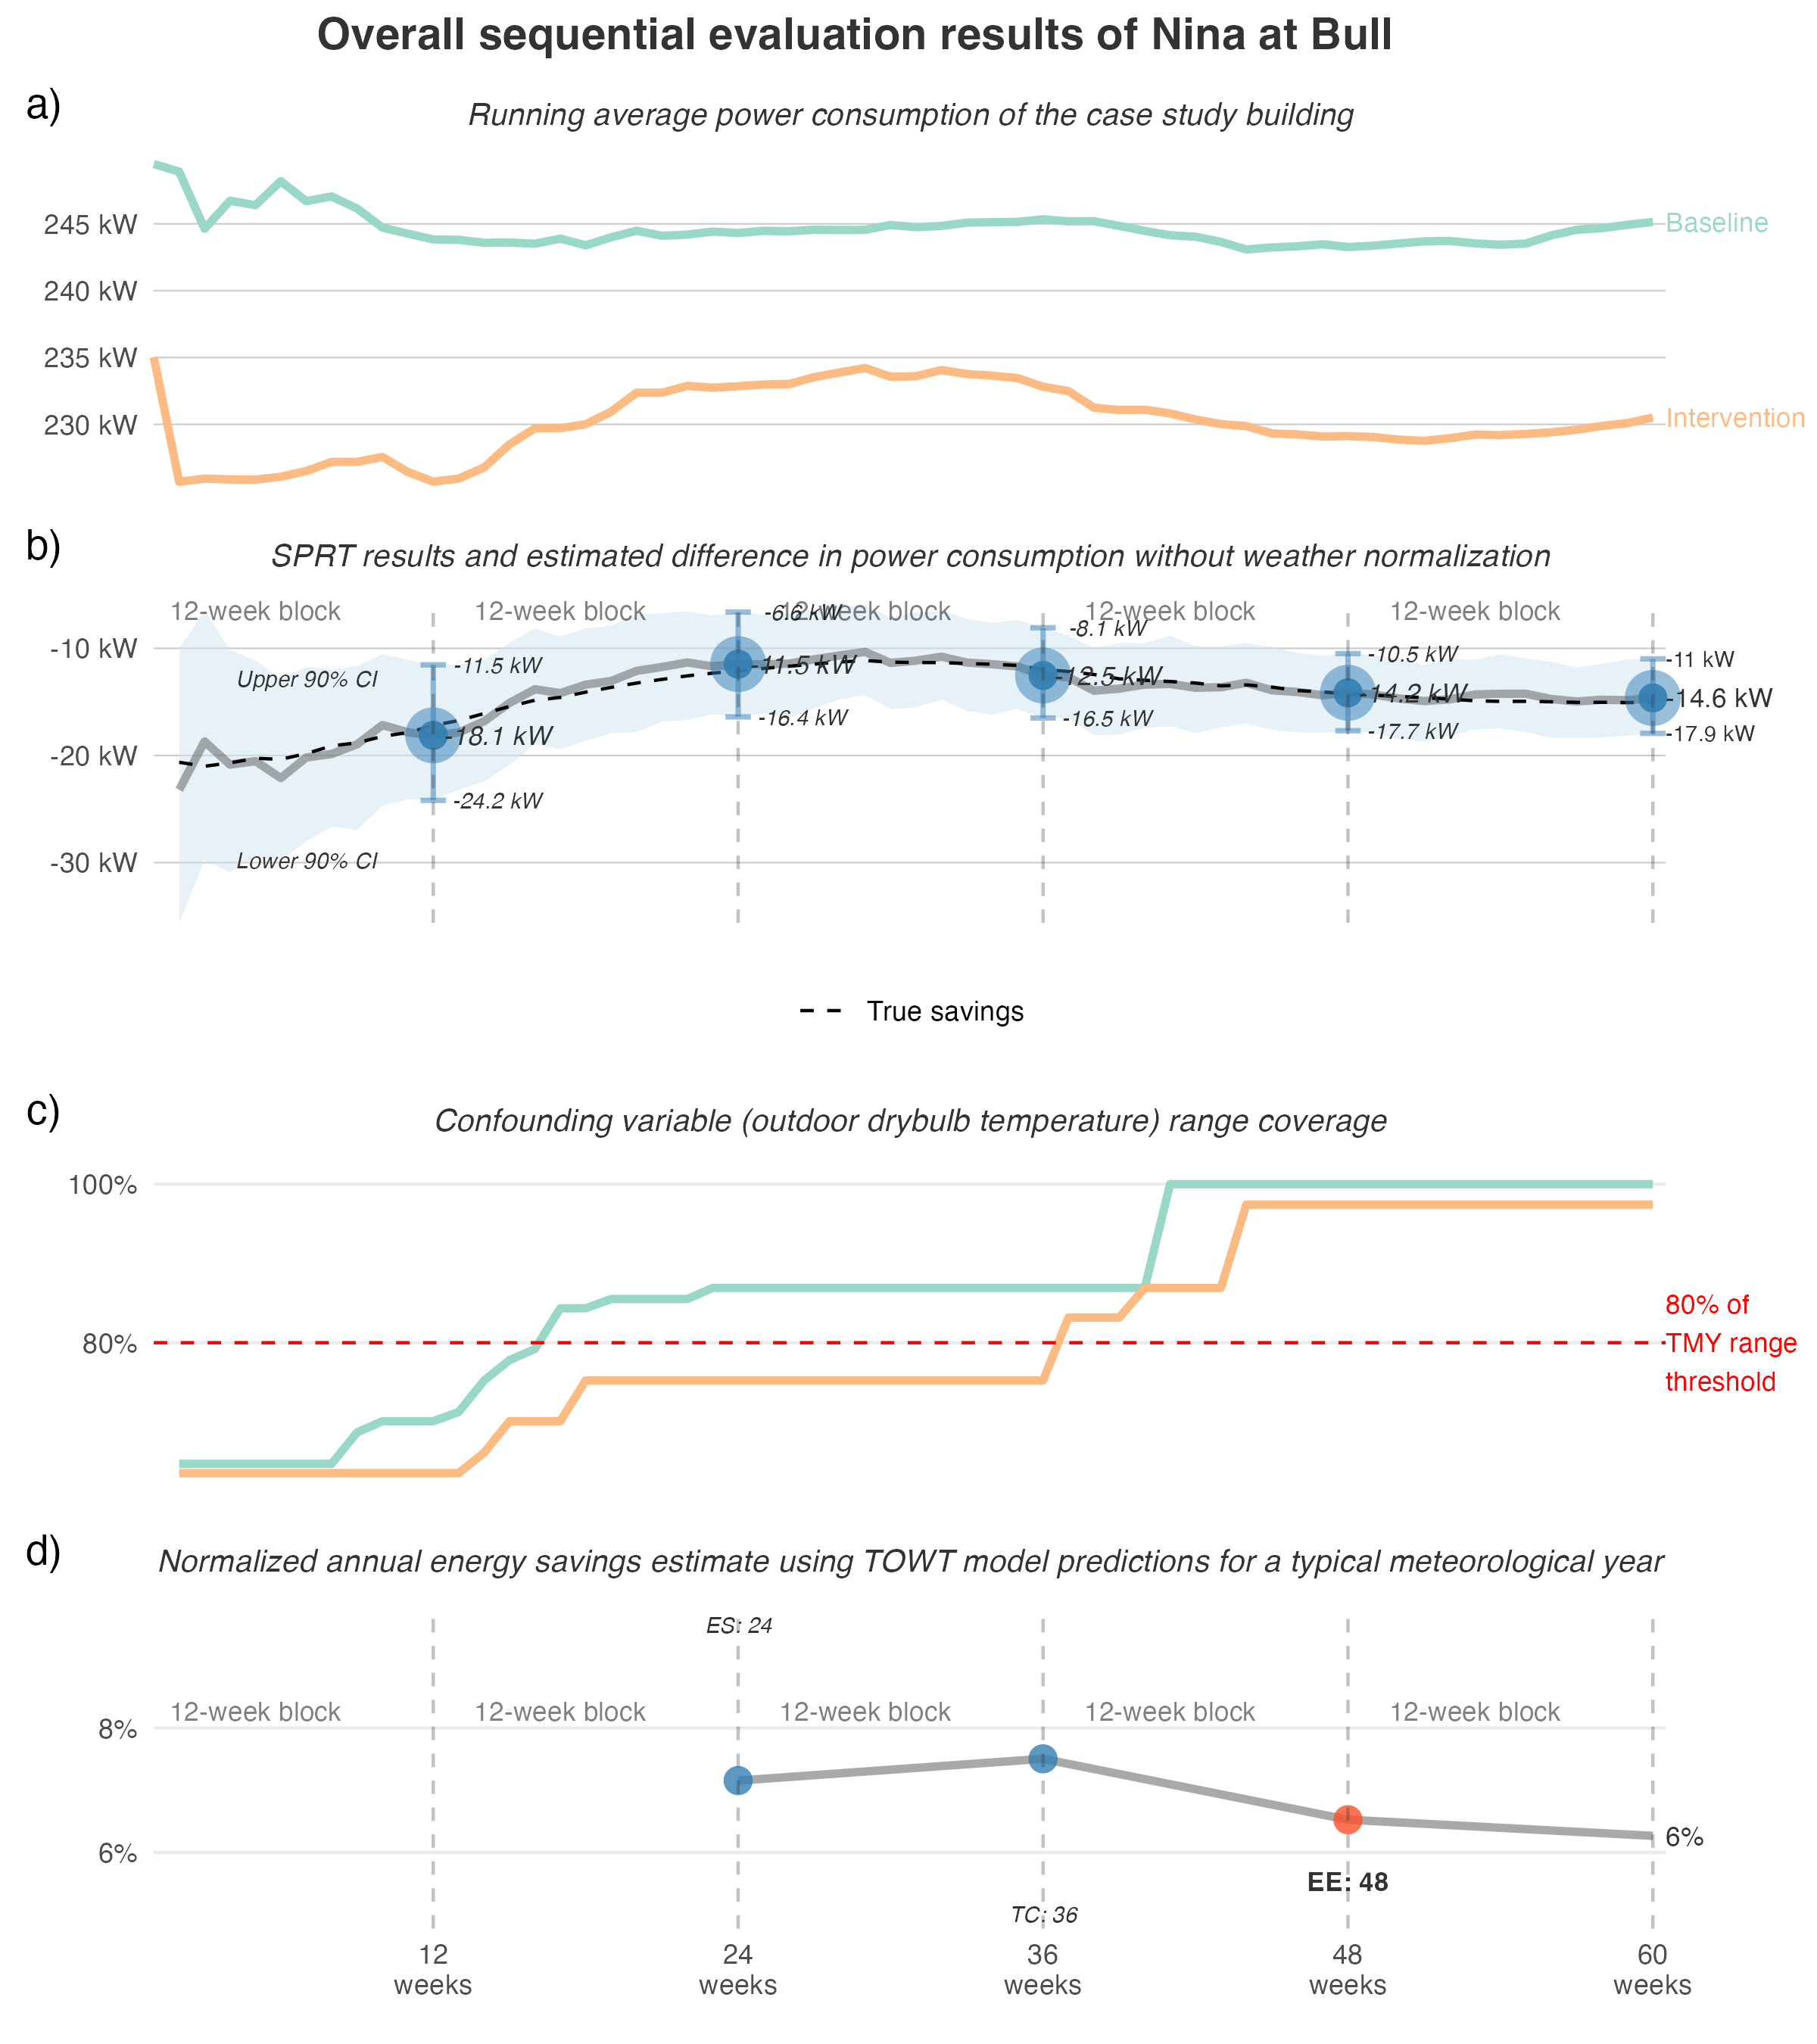 Overall sequential evaluation results of Nina at Bull
a)
Running average power consumption of the case study building
245 kW
240 kW
235 kW
230 kW
Baseline
Intervention
b)
SPRT results and estimated difference in power consumption without weather normalization
12-week block
12-week block
12-week block
12-week block
12-week block
-10 kW
-20 kW
-30 kW
Upper 90% CI
Lower 90% CI
-11.5 kW
-18.1 kW
-24.2 kW
-6.6 kW
-11.5 kW
-16.4 kW
-8.1 kW
-12.5 kW
-16.5 kW
-10.5 kW
-14.2 kW
-17.7 kW
-11 kW
-14.6 kW
-17.9 kW
True savings
c)
Confounding variable (outdoor drybulb temperature) range coverage
100%
80%
80% of
TMY range
threshold
d)
Normalized annual energy savings estimate using TOWT model predictions for a typical meteorological year
ES: 24
12-week block
12-week block
12-week block
12-week block
12-week block
8%
6%
6%
EE: 48
TC: 36
12
weeks
24
weeks
36
weeks
48
weeks
60
weeks